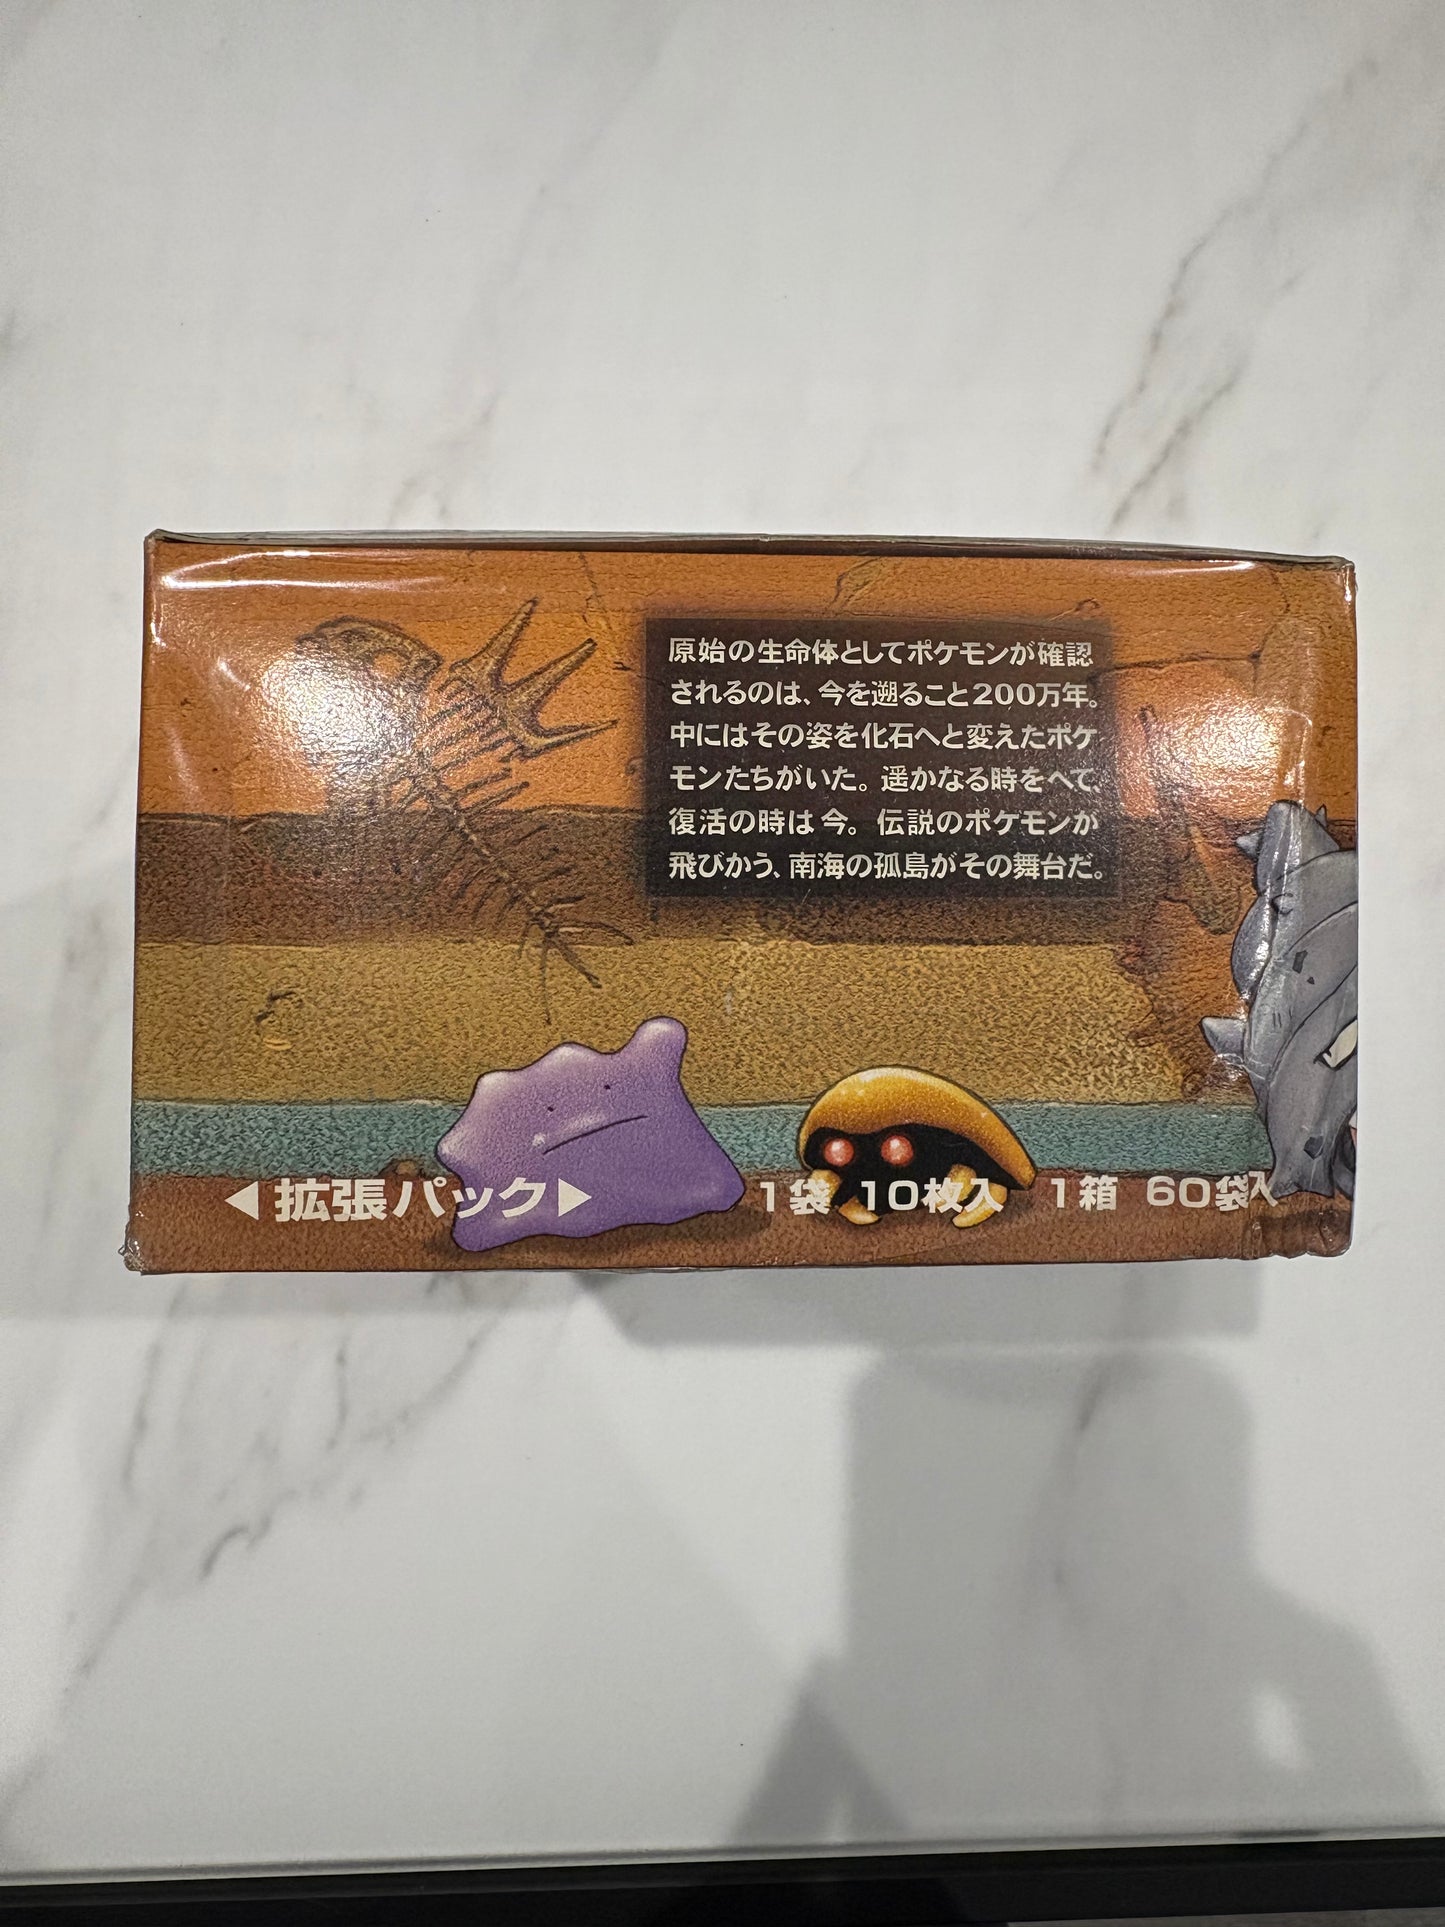 原始の生命体としてポケモンが確認
されるのは、今を遡ること200万年。
中にはその姿を化石へと変えたポケ
モンたちがいた。遥かなる時をへて、
復活の時は今。伝説のポケモンが
飛びかう、南海の孤島がその舞台だ。
◀拡張パック▶ 1袋 10枚入 1箱 60袋入